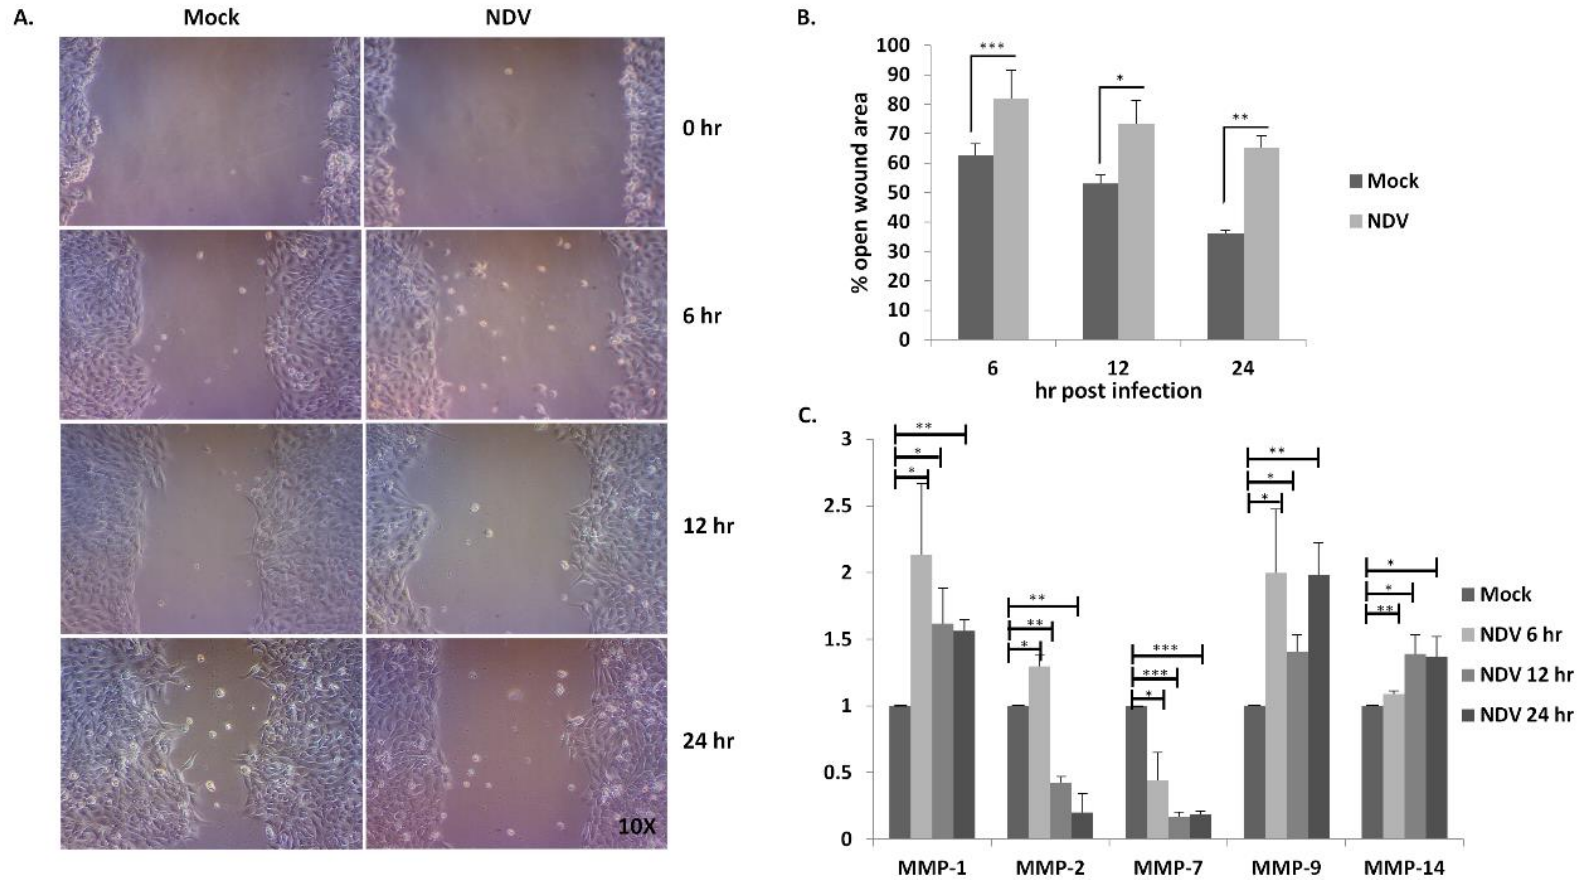 A.
Mock NDV
0 hr
6 hr
12 hr
24 hr
10X
B.
% open wound area
100
90
80
70
60
50
40
30
20
10
0
***
*
**
6 12 24
hr post infection
Mock
NDV
C.
3
2.5
2
1.5
1
0.5
0
**
*
*
**
**
*
***
***
*
**
*
*
*
*
**
MMP-1 MMP-2 MMP-7 MMP-9 MMP-14
Mock
NDV 6 hr
NDV 12 hr
NDV 24 hr